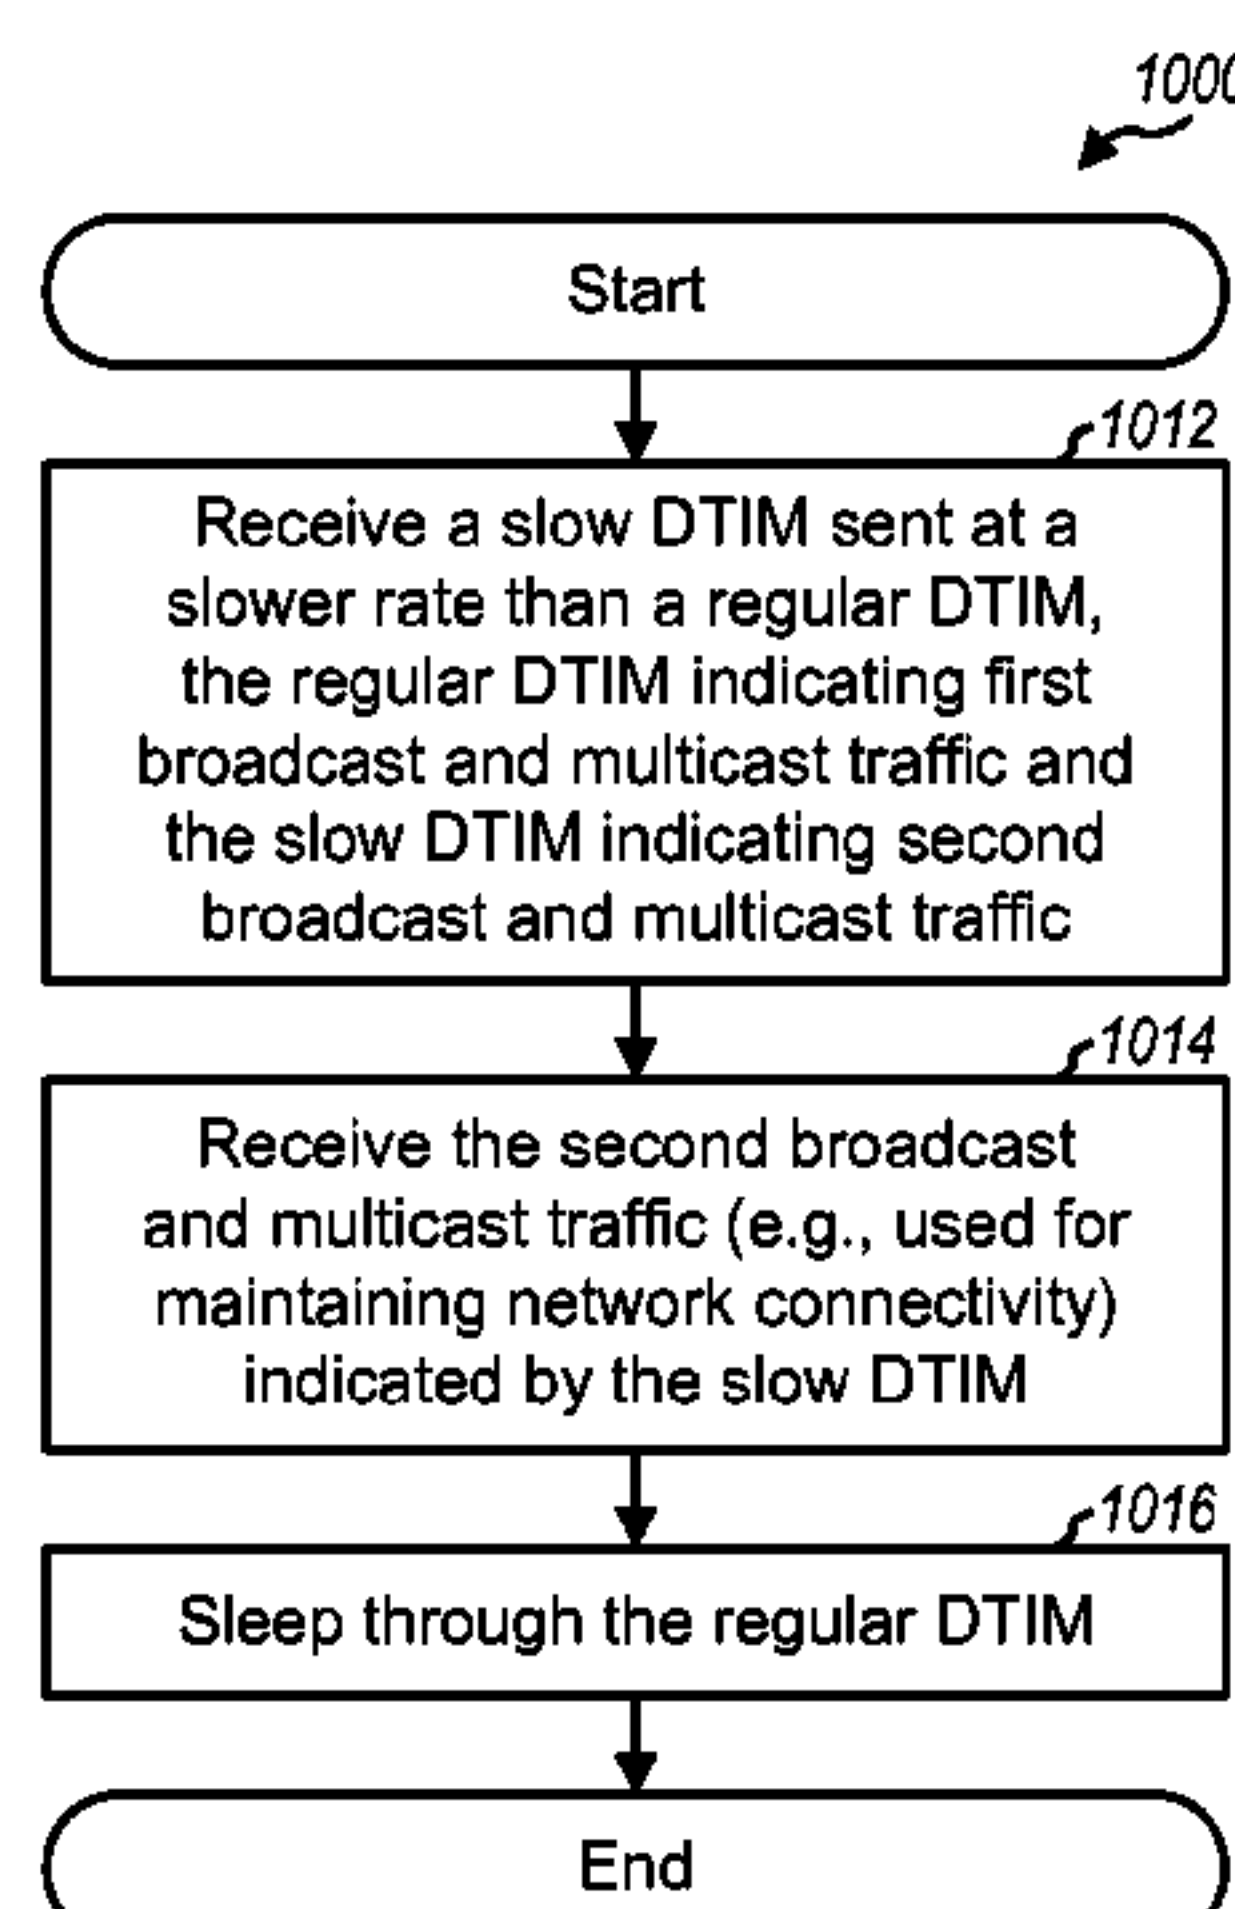 1000
Start
1012
Receive a slow DTIM sent at a
slower rate than a regular DTIM,
the regular DTIM indicating first
broadcast and multicast traffic and
the slow DTIM indicating second
broadcast and multicast traffic
1014
Receive the second broadcast
and multicast traffic (e.g., used for
maintaining network connectivity)
indicated by the slow DTIM
1016
Sleep through the regular DTIM
End